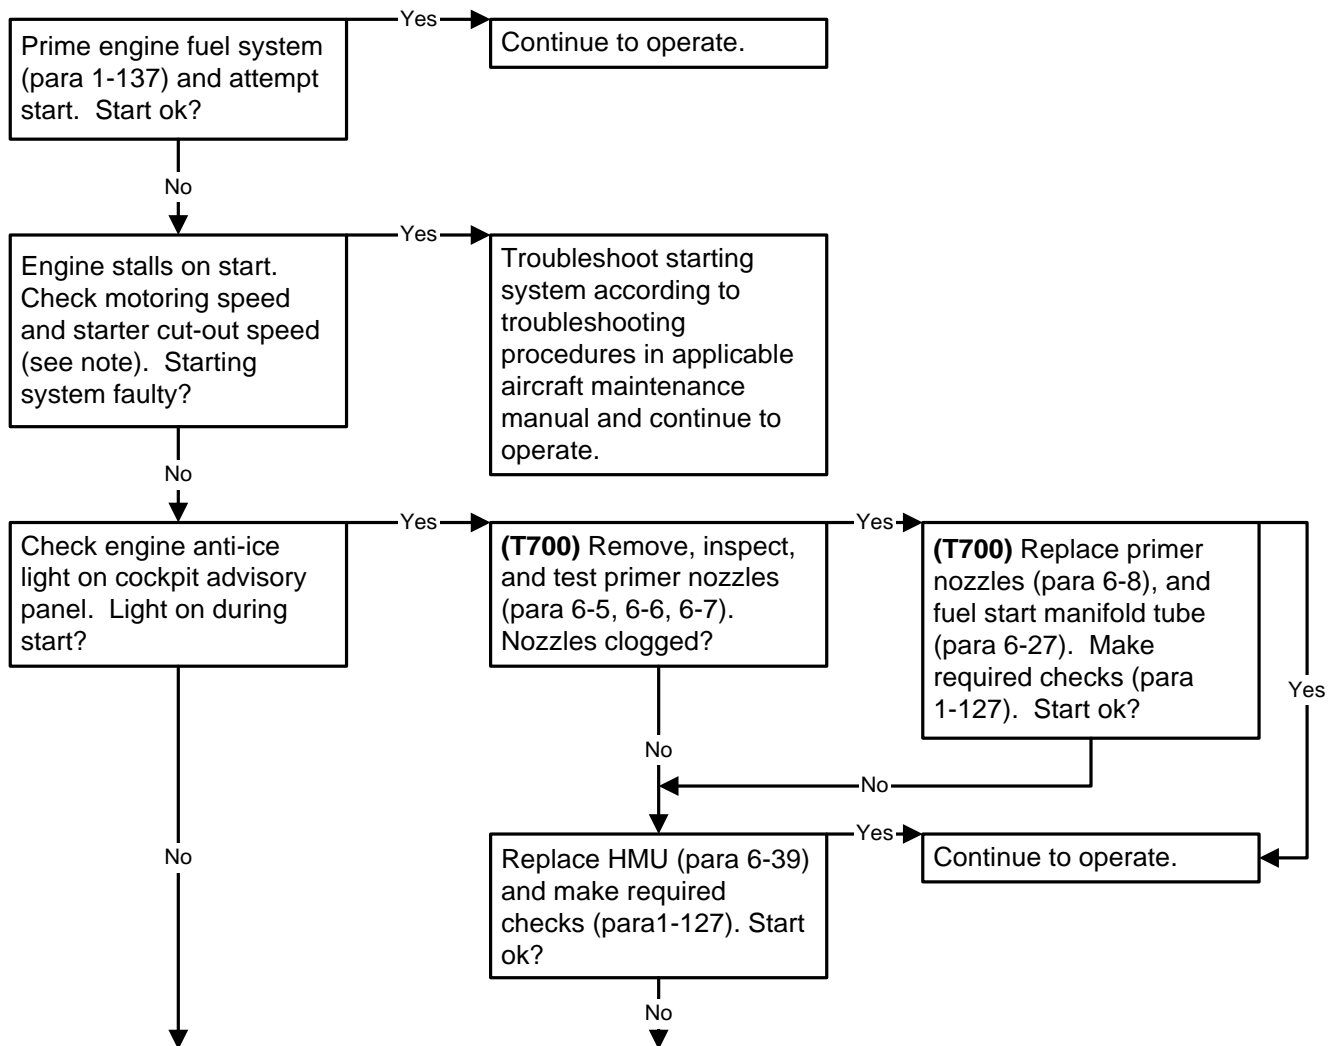 Yes
Prime engine fuel system
(para 1-137) and attempt
start.  Start ok?
Continue to operate.
No
Yes
Engine stalls on start.
Check motoring speed
and starter cut-out speed
(see note).  Starting
system faulty?
Troubleshoot starting
system according to
troubleshooting
procedures in applicable
aircraft maintenance
manual and continue to
operate.
No
Yes
Check engine anti-ice
light on cockpit advisory
panel.  Light on during
start?
(T700) Remove, inspect,
and test primer nozzles
(para 6-5, 6-6, 6-7).
Nozzles clogged?
Yes
(T700) Replace primer
nozzles (para 6-8), and
fuel start manifold tube
(para 6-27).  Make
required checks (para
1-127).  Start ok?
Yes
No
No
No
Replace HMU (para 6-39)
and make required
checks (para1-127). Start
ok?
Yes
Continue to operate.
No